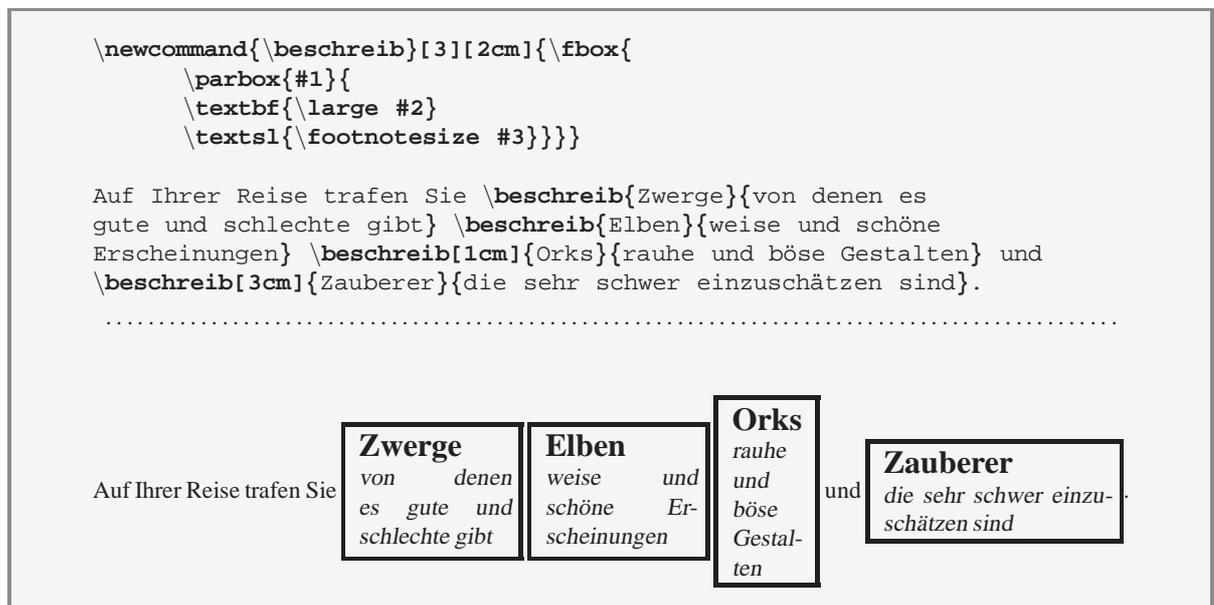 \newcommand{\beschreib}[3][2cm]{\fbox{
\parbox{#1}{
\textbf{\large #2}
\textsl{\footnotesize #3}}}}
Auf Ihrer Reise trafen Sie \beschreib{Zwerge}{von denen es
gute und schlechte gibt} \beschreib{Elben}{weise und schöne
Erscheinungen} \beschreib[1cm]{Orks}{rauhe und böse Gestalten} und
\beschreib[3cm]{Zauberer}{die sehr schwer einzuschätzen sind}.
Auf Ihrer Reise trafen Sie
Zwerge
von denen
es gute und
schlechte gibt
Elben
weise und
schöne Er-
scheinungen
Orks
rauhe
und
böse
Gestal-
ten
und
Zauberer
die sehr schwer einzu-
schätzen sind
.